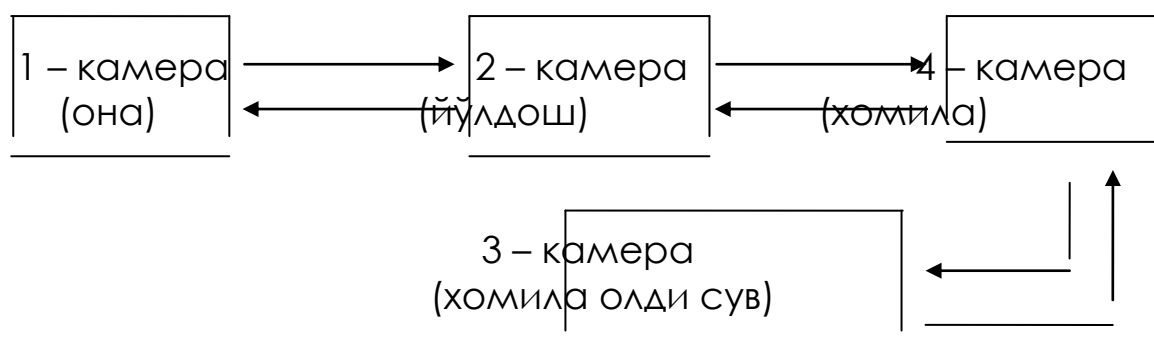 1 – камера
(она)
2 – камера
(йўлдош)
4 – камера
(хомила)
3 – камера
(хомила олди сув)